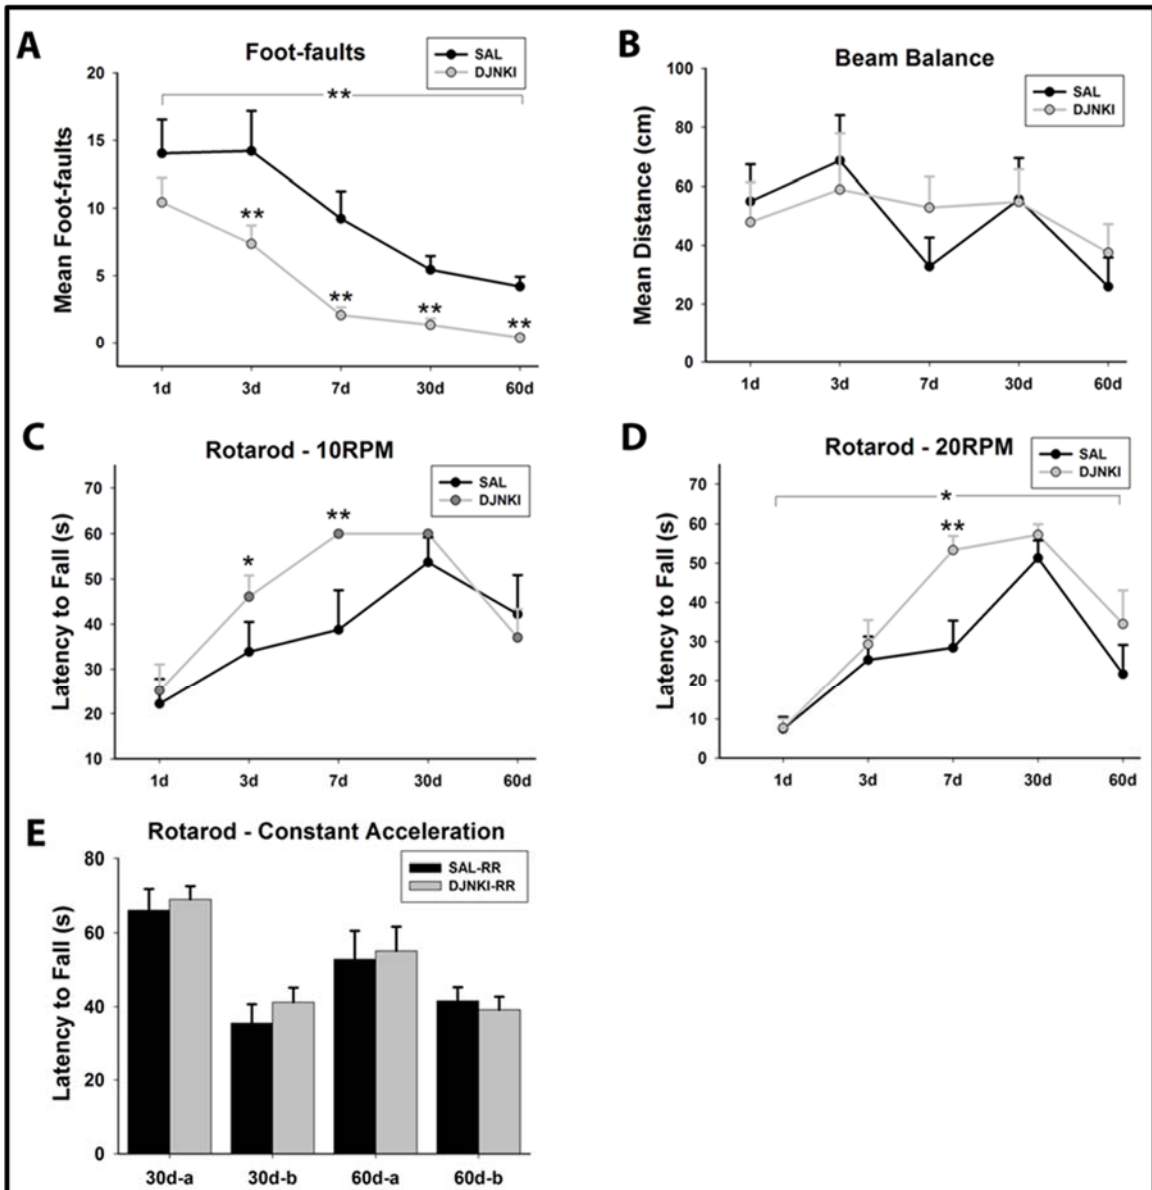 A
Foot-faults
SAL
DJNKI
Mean Foot-faults
20
15
10
5
0
**
**
**
**
**
1d 3d 7d 30d 60d
B
Beam Balance
SAL
DJNKI
Mean Distance (cm)
100
80
60
40
20
0
1d 3d 7d 30d 60d
C
Rotarod - 10RPM
SAL
DJNKI
Latency to Fall (s)
70
60
50
40
30
20
10
*
**
1d 3d 7d 30d 60d
D
Rotarod - 20RPM
SAL
DJNKI
Latency to Fall (s)
70
60
50
40
30
20
10
0
*
**
1d 3d 7d 30d 60d
E
Rotarod - Constant Acceleration
SAL-RR
DJNKI-RR
Latency to Fall (s)
80
60
40
20
0
30d-a 30d-b 60d-a 60d-b